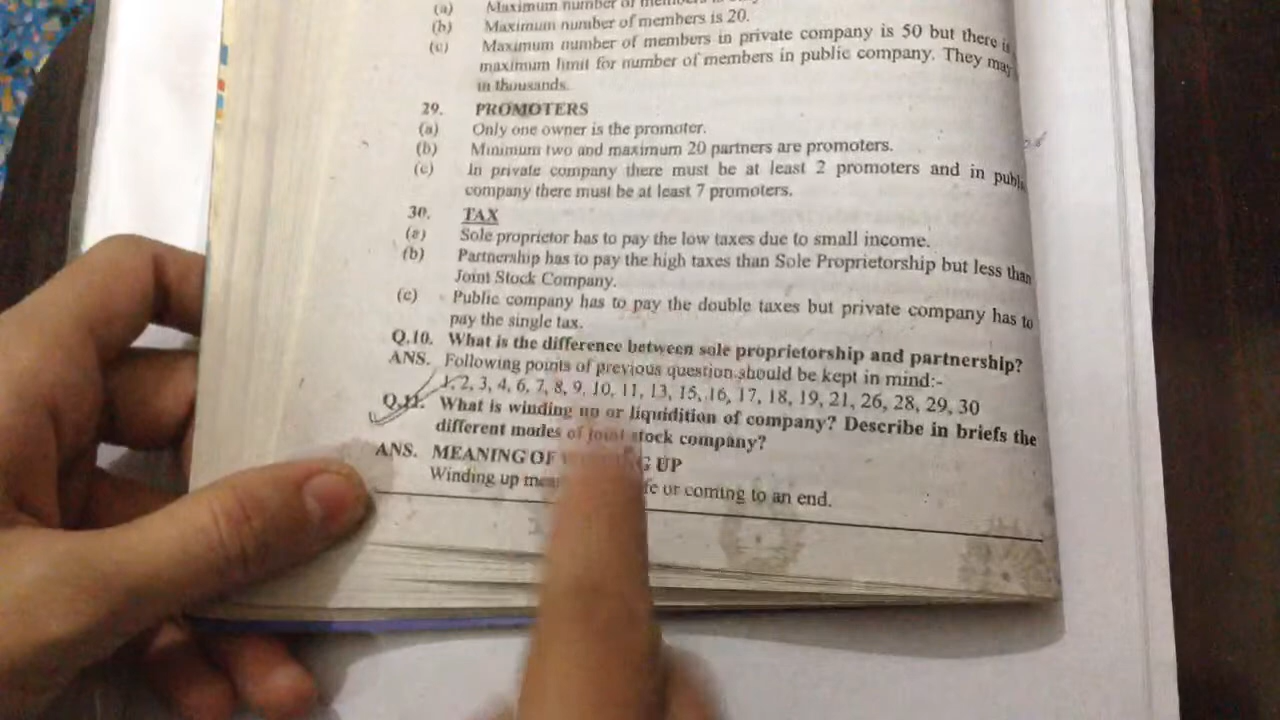 (a) Maximum number of members is
(b) Maximum number of members is 20.
(c) Maximum number of members in private company is 50 but there is
maximum limit for number of members in public company. They may
in thousands.
29. PROMOTERS
(a) Only one owner is the promoter.
(b) Minimum two and maximum 20 partners are promoters.
(c) In private company there must be at least 2 promoters and in publi
company there must be at least 7 promoters.
30. TAX
(a) Sole proprietor has to pay the low taxes due to small income.
(b) Partnership has to pay the high taxes than Sole Proprietorship but less than
Joint Stock Company.
(c) Public company has to pay the double taxes but private company has to
pay the single tax.
Q.10. What is the difference between sole proprietorship and partnership?
ANS. Following points of previous question should be kept in mind:-
1, 2, 3, 4, 6, 7, 8, 9, 10, 11, 13, 15, 16, 17, 18, 19, 21, 26, 28, 29, 30
Q.11. What is winding up or liquidition of company? Describe in briefs the
different modes of joint stock company?
ANS. MEANING OF UP
Winding up or coming to an end.